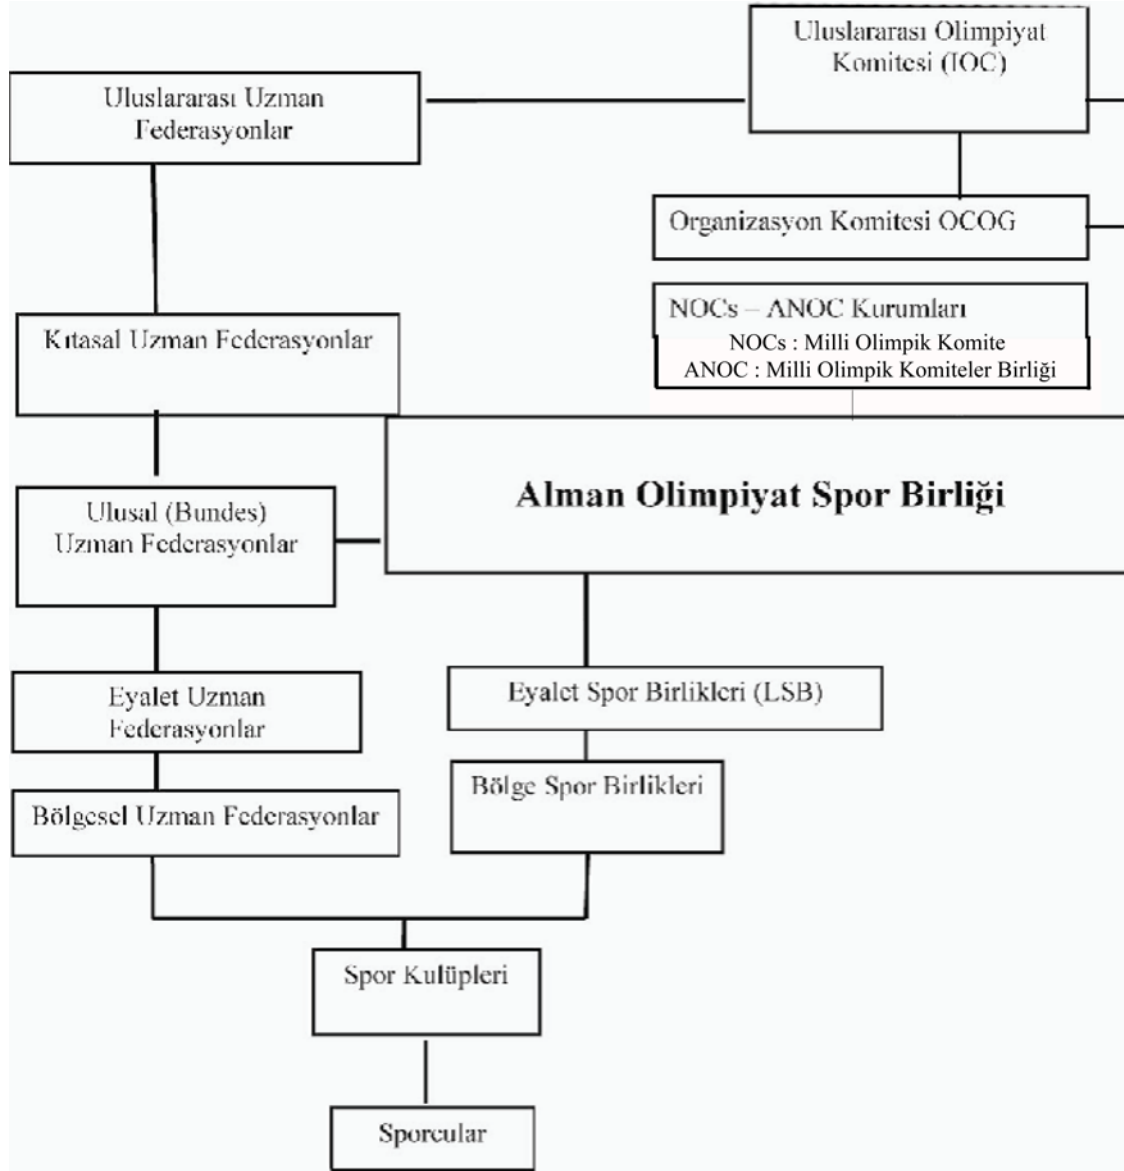 Uluslararası Olimpiyat
Komitesi (IOC)
Uluslararası Uzman
Federasyonlar
Organizasyon Komitesi OCOG
NOCs – ANOC Kurumları
NOCs : Milli Olimpik Komite
ANOC : Milli Olimpik Komiteler Birliği
Kıtasal Uzman Federasyonlar
Alman Olimpiyat Spor Birliği
Ulusal (Bundes)
Uzman Federasyonlar
Eyalet Uzman
Federasyonlar
Eyalet Spor Birlikleri (LSB)
Bölge Spor Birlikleri
Bölgesel Uzman Federasyonlar
Spor Kulüpleri
Sporcular